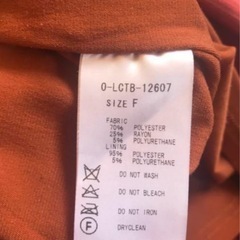 O-LCTB-12607
SIZE F
FABRIC
70% POLYESTER
25% RAYON
5% POLYURETHANE
LINING
95% POLYESTER
5% POLYURETHANE
DO NOT WASH
DO NOT BLEACH
DO NOT IRON
F DRYCLEAN